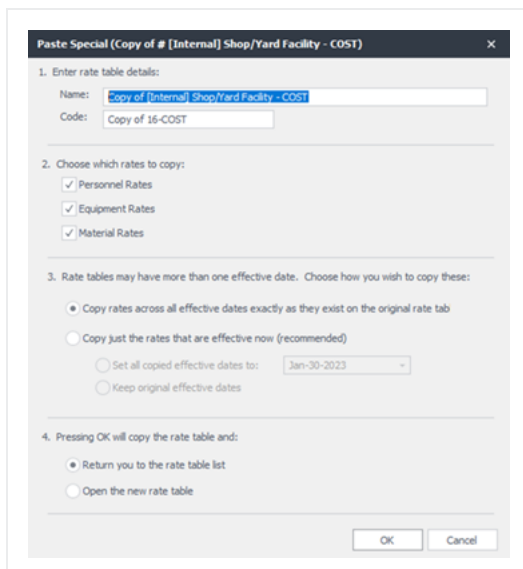 Paste Special (Copy of # [Internal] Shop/Yard Facility - COST)
1. Enter rate table details:
Name: Copy of [Internal] Shop/Yard Facility - COST
Code: Copy of 16-COST
2. Choose which rates to copy:
Personnel Rates
Equipment Rates
Material Rates
3. Rate tables may have more than one effective date. Choose how you wish to copy these:
Copy rates across all effective dates exactly as they exist on the original rate tab
Copy just the rates that are effective now (recommended)
Set all copied effective dates to: Jan-30-2023
Keep original effective dates
4. Pressing OK will copy the rate table and:
Return you to the rate table list
Open the new rate table
OK Cancel